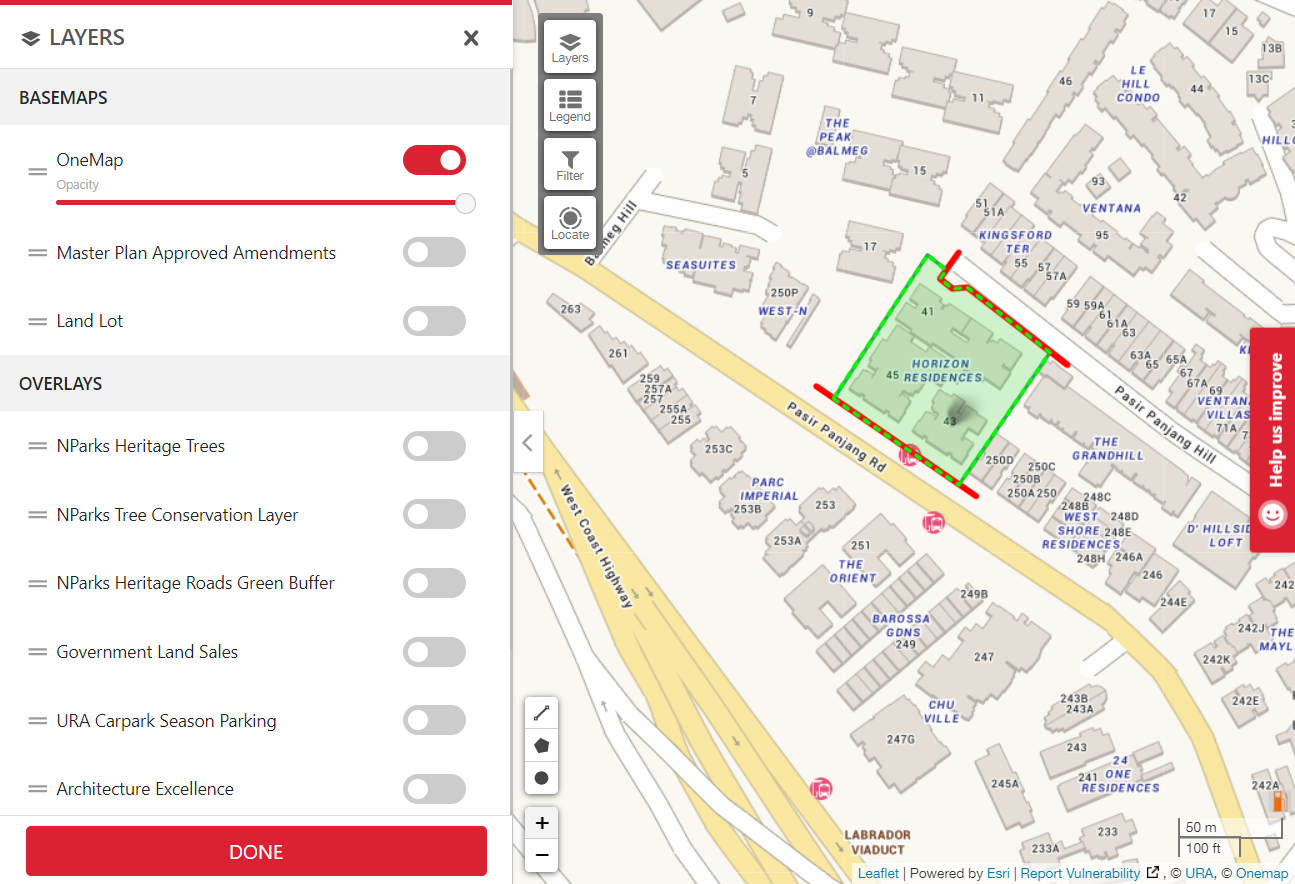 LAYERS
BASEMAPS
OneMap
Opacity
Master Plan Approved Amendments
Land Lot
OVERLAYS
NParks Heritage Trees
NParks Tree Conservation Layer
NParks Heritage Roads Green Buffer
Government Land Sales
URA Carpark Season Parking
Architecture Excellence
DONE
Layers
Legend
Filter
Locate
+
−
9
17
15
13B
13C
46
LE
HILL
CONDO
44
7
11
THE
PEAK
@BALMEG
5
15
93
42
VENTANA
95
51
51A
KINGSFORD
TER
55
57
57A
Balmeg Hill
SEASUITES
17
250P
WEST-N
59
59A
61
61A
63
63A
65
65A
67
67A
69
VENTANA
VILLAS
71A
41
HORIZON
RESIDENCES
45
43
263
261
259
257A
257
255A
255
Pasir Panjang Rd
Pasir Panjang Hill
THE
GRANDHILL
253C
250D
250C
250B
250A
250
PARC
IMPERIAL
253B
253
253A
248C
248B
WEST
SHORE
RESIDENCES
248D
248E
248H
246A
246
D' HILLSID
LOFT
251
THE
ORIENT
West Coast Highway
249B
BAROSSA
GDNS
249
244E
242
242J
THE
MAYL
242K
247
243B
243A
242E
CHU
VILLE
247G
243
24
ONE
RESIDENCES
241
245A
242A
233
233A
LABRADOR
VIADUCT
Help us improve
50 m
100 ft
Leaflet | Powered by Esri | Report Vulnerability , © URA, © Onemap